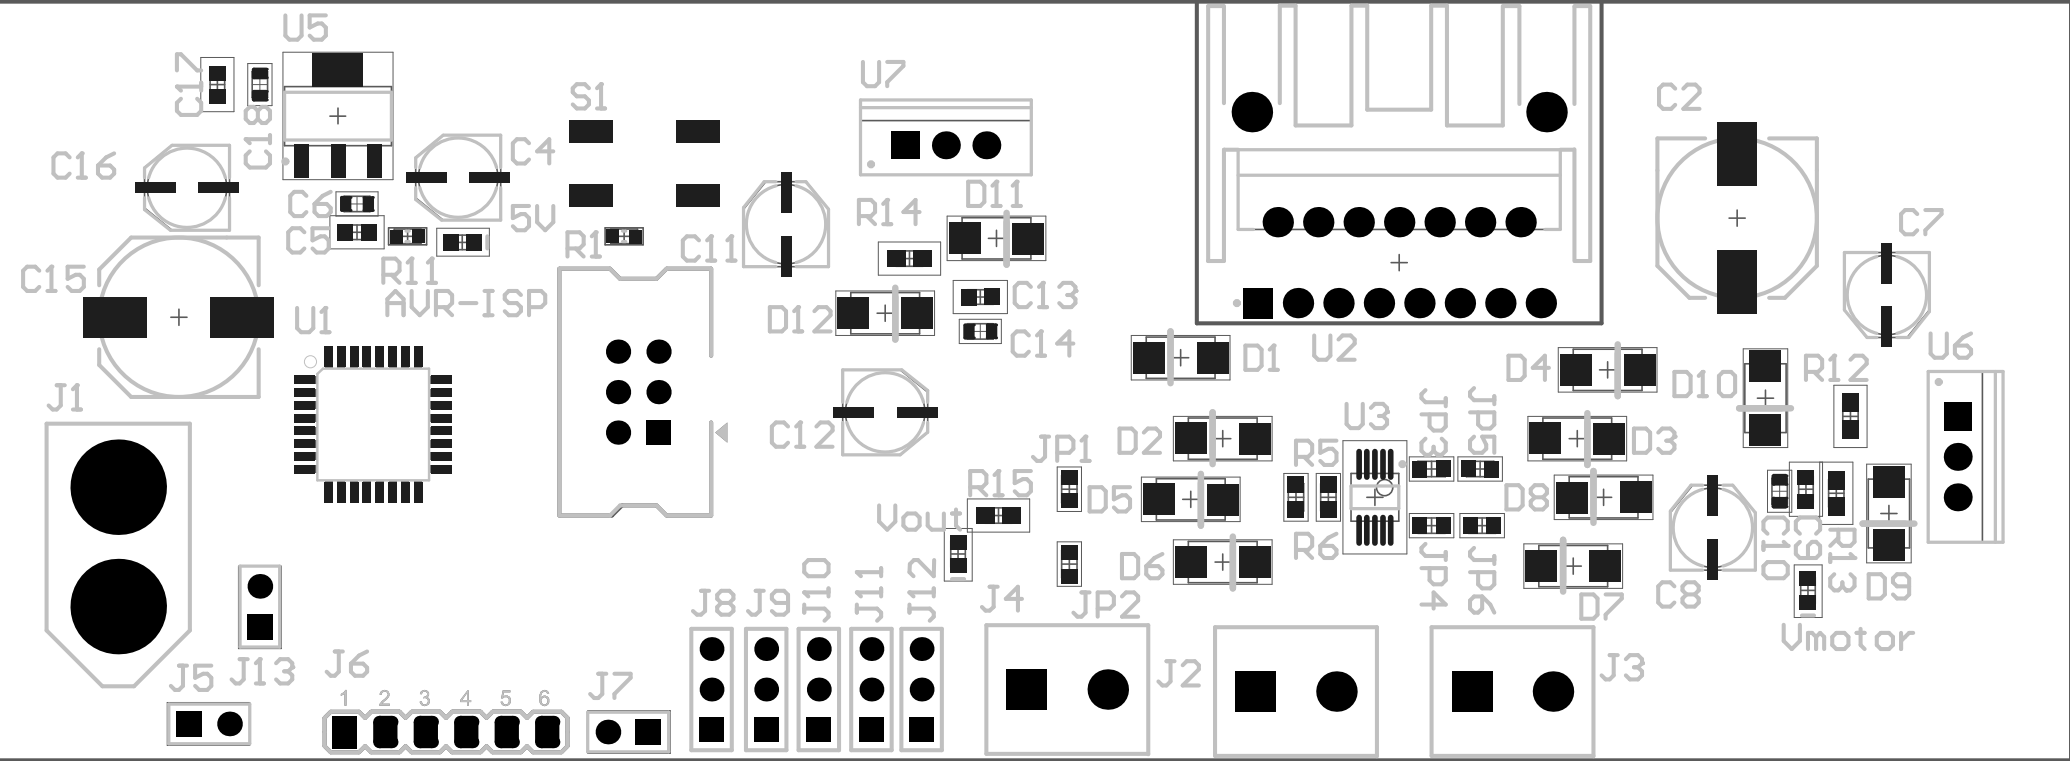 U5
C17
C18
C16
C4
C6
C5
5V
R11
AVR-ISP
C15
U1
J1
S1
R1
C11
U7
R14
D11
C13
C14
D12
C12
D1
U2
C2
C7
U6
D4
D10
R12
D2
JP1
U3
JP3
JP5
D3
R5
R15
D5
D8
Vout
R6
D6
JP4
JP6
D7
C8
C10
C9
R13
D9
Vmotor
J8
J9
J10
J11
J12
J4
JP2
J2
J3
J5
J13
J6
1 2 3 4 5 6
J7